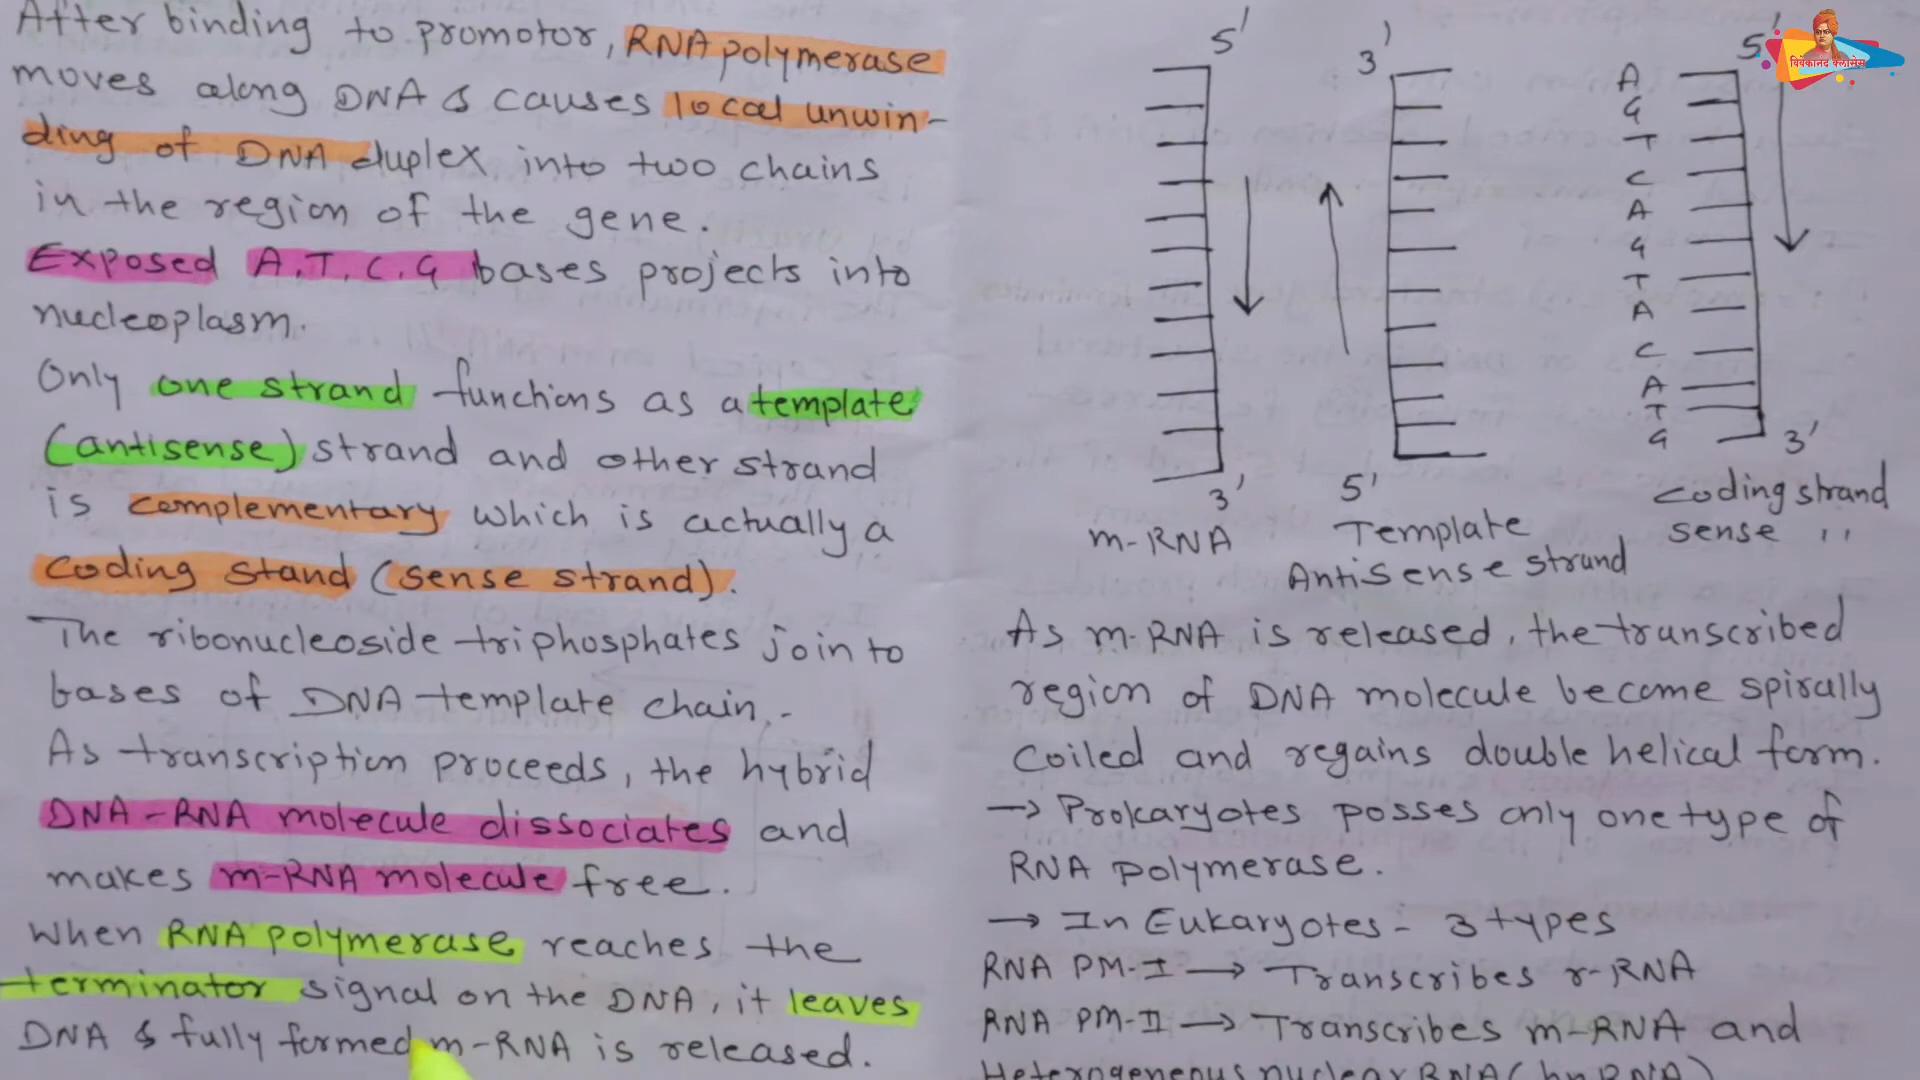 After binding to promotor, RNA polymerase
moves along DNA & causes local unwin-
ding of DNA duplex into two chains
in the region of the gene.
Exposed A.T.C.G bases projects into
nucleoplasm.
Only one strand functions as a template
(antisense) strand and other strand
is complementary which is actually a
coding stand (sense strand).
The ribonucleoside triphosphates join to
bases of DNA template chain.-
As transcription proceeds, the hybrid
DNA-RNA molecule dissociates and
makes m-RNA molecule free.
When RNA polymerase reaches the
terminator signal on the DNA, it leaves
DNA & fully formed m-RNA is released.
5'
3'
m-RNA
3'
5'
Template
Antisense strand
5'
A
G
T
C
A
G
T
A
C
A
T
G
3'
Coding strand
Sense ''
As m-RNA is released, the transcribed
region of DNA molecule become spirally
coiled and regains double helical form.
→ Prokaryotes posses only one type of
RNA polymerase.
→ In Eukaryotes - 3 types
RNA PM-I → Transcribes r-RNA
RNA PM-II → Transcribes m-RNA and
Heterogeneous nuclear RNA (hnRNA)
विवेकानंद क्लासेस